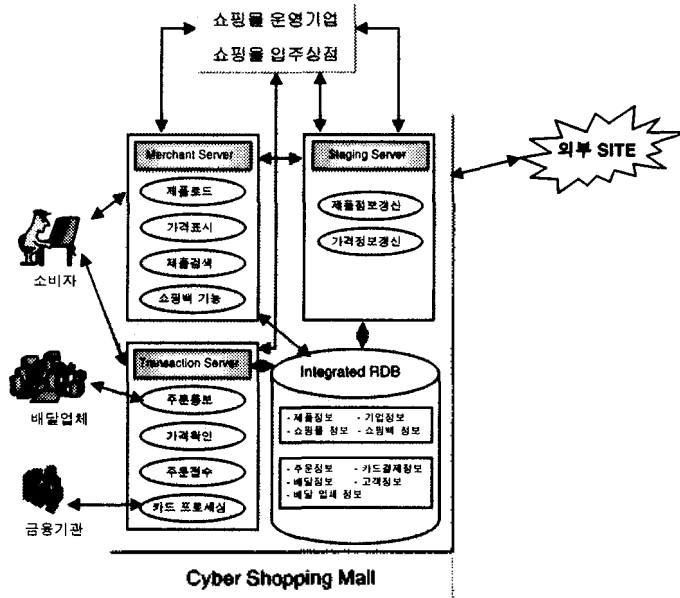 쇼핑몰 운영기업
쇼핑몰 입주상점
Merchant Server
제품로드
가격표시
제품검색
쇼핑백 기능
Staging Server
제품정보갱신
가격정보갱신
외부 SITE
소비자
Transaction Server
주문통보
가격확인
주문접수
카드 프로세싱
배달업체
금융기관
Integrated RDB
- 제품정보 - 기업정보
- 쇼핑몰 정보 - 쇼핑백 정보
- 주문정보 - 카드결제정보
- 배달정보 - 고객정보
- 배달 업체 정보
Cyber Shopping Mall